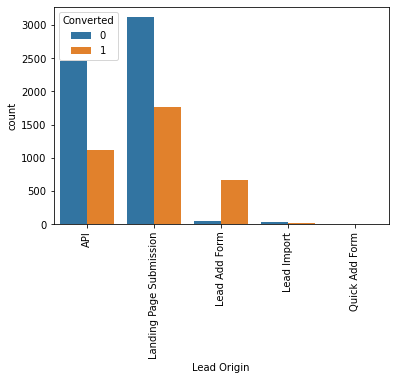 Converted
0
1
count
3000
2500
2000
1500
1000
500
0
API
Landing Page Submission
Lead Add Form
Lead Import
Quick Add Form
Lead Origin